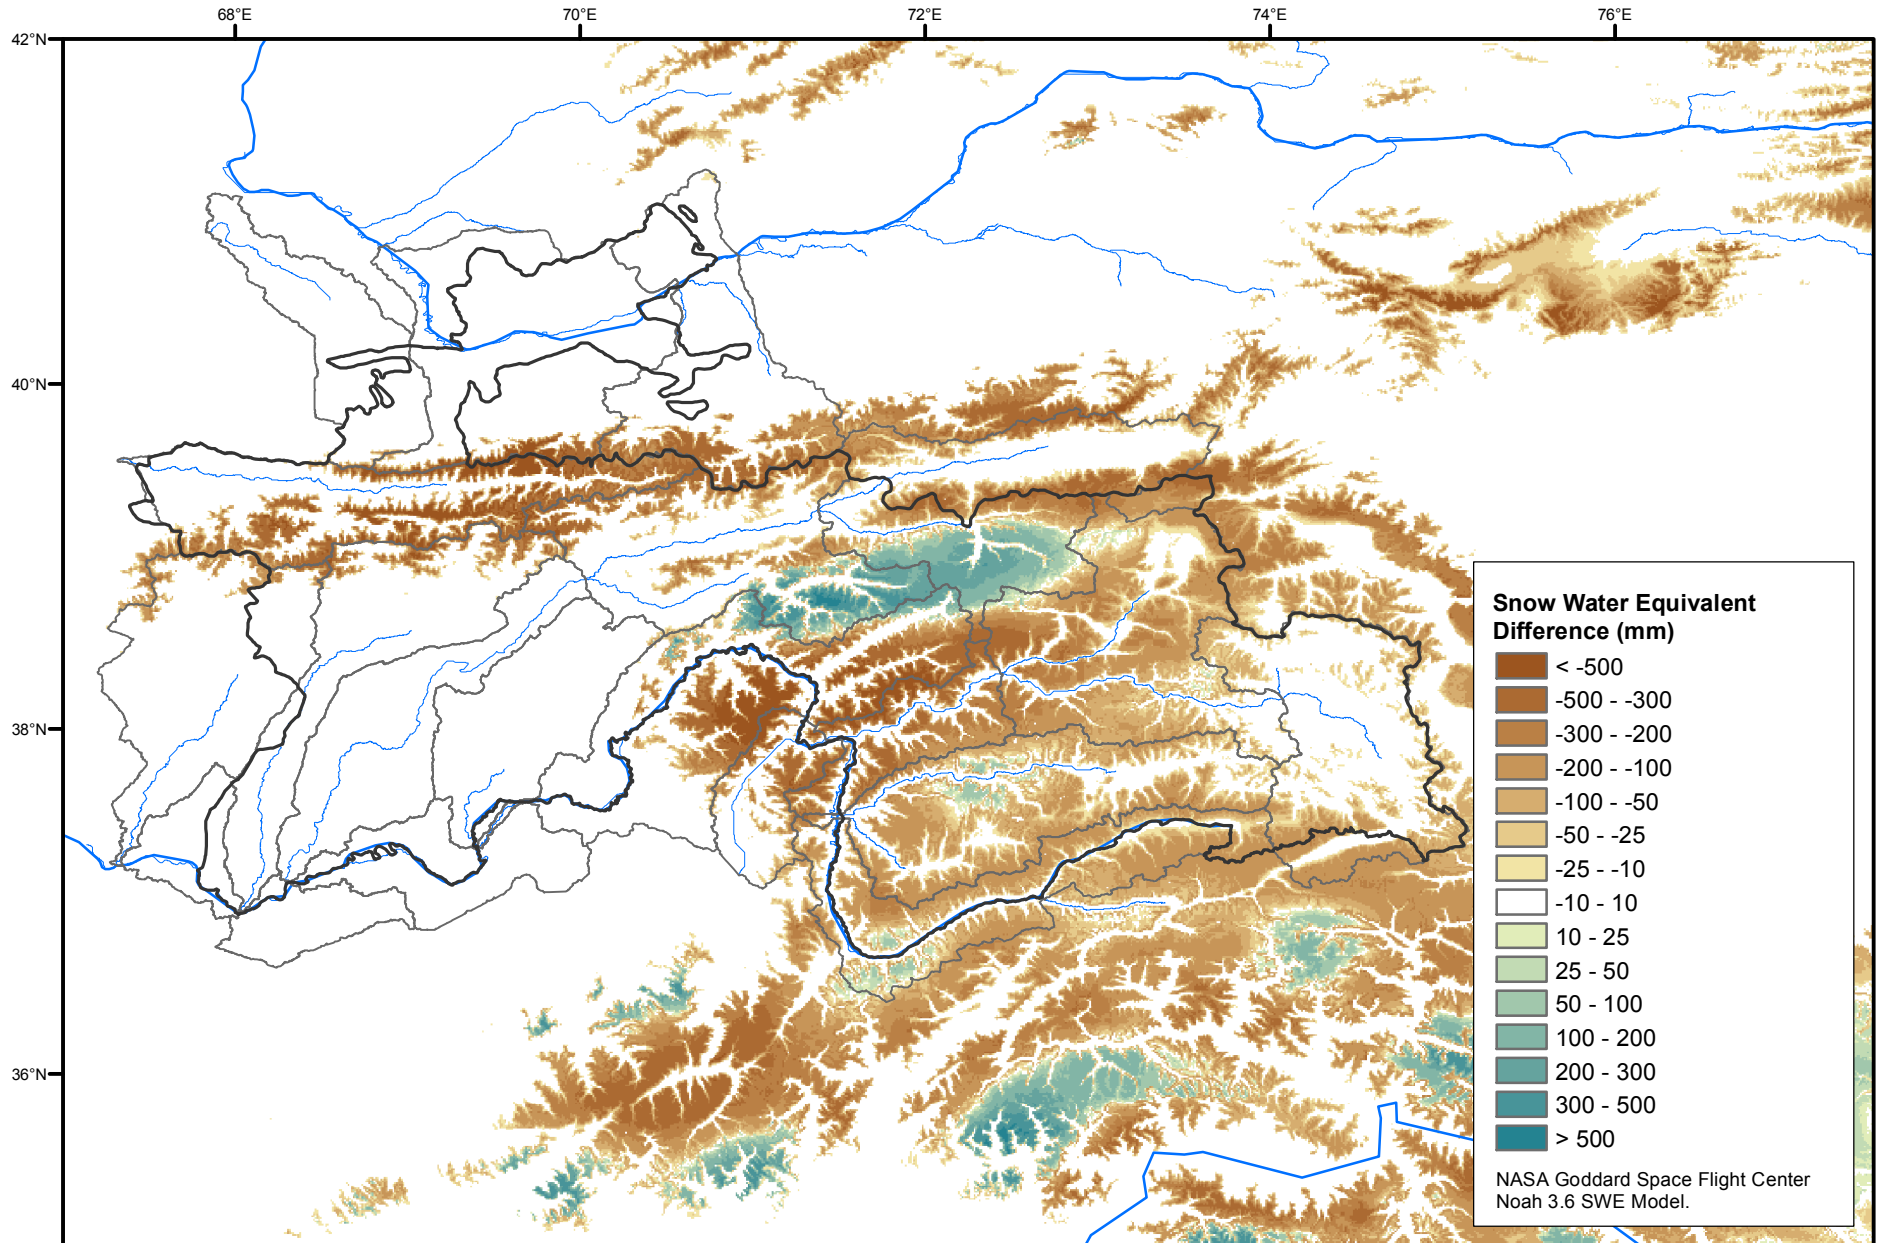 68°E 70°E 72°E 74°E 76°E
42°N
40°N
38°N
36°N
Snow Water Equivalent
Difference (mm)
< -500
-500 - -300
-300 - -200
-200 - -100
-100 - -50
-50 - -25
-25 - -10
-10 - 10
10 - 25
25 - 50
50 - 100
100 - 200
200 - 300
300 - 500
> 500
NASA Goddard Space Flight Center
Noah 3.6 SWE Model.